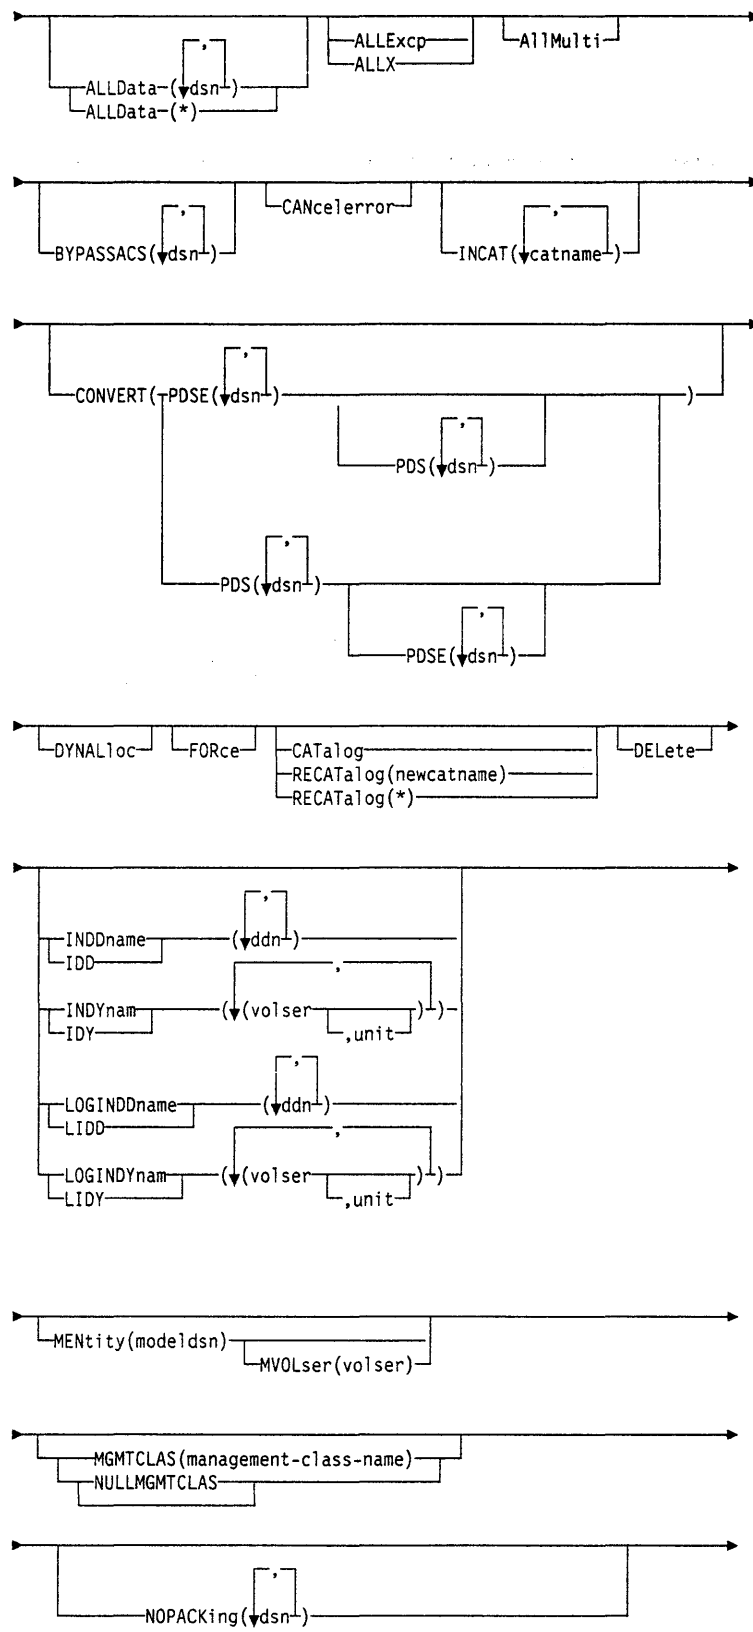 ,
ALLExcp
AllMulti
ALLData (dsn)
ALLX
ALLData (*)
,
CANcelerror
,
BYPASSACS(dsn)
INCAT(catname)
,
CONVERT(PDSE(dsn) )
,
PDS(dsn)
,
PDS(dsn)
,
PDSE(dsn)
DYNALloc
FORce
CATalog
DELete
RECATalog(newcatname)
RECATalog(*)
,
INDDname (ddn)
IDD
,
INDYnam ((volser ))
IDY
,unit
,
LOGINDDname (ddn)
LIDD
,
LOGINDYnam ((volser ))
LIDY
,unit
MENtity(modeldsn)
MVOLser(volser)
MGMTCLAS(management-class-name)
NULLMGMTCLAS
,
NOPACKing(dsn)